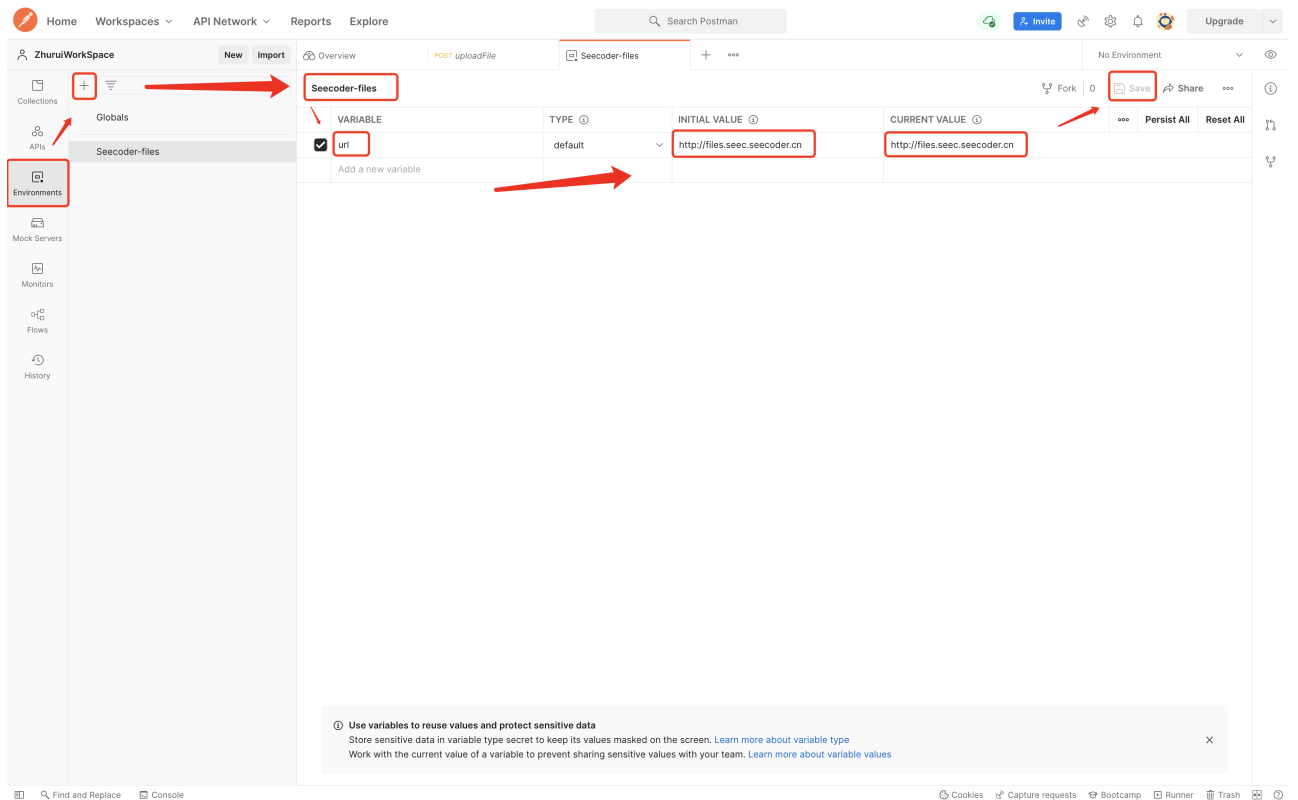 Home Workspaces API Network Reports Explore Search Postman Invite Upgrade
ZhuruiWorkSpace New Import Overview POST uploadFile Seecoder-files No Environment
Collections
APIs
Environments
Mock Servers
Monitors
Flows
History
Globals
Seecoder-files
Seecoder-files Fork 0 Save Share
VARIABLE TYPE INITIAL VALUE CURRENT VALUE Persist All Reset All
url default http://files.seec.seecoder.cn http://files.seec.seecoder.cn
Add a new variable
Use variables to reuse values and protect sensitive data
Store sensitive data in variable type secret to keep its values masked on the screen. Learn more about variable type
Work with the current value of a variable to prevent sharing sensitive values with your team. Learn more about variable values
Find and Replace Console Cookies Capture requests Bootcamp Runner Trash